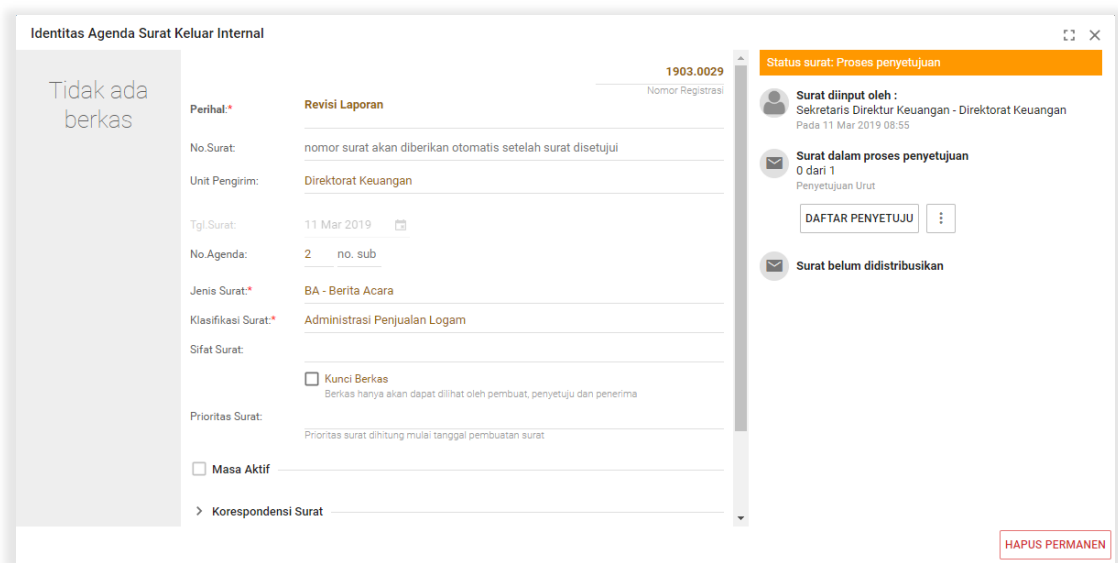 Identitas Agenda Surat Keluar Internal
Tidak ada
berkas
1903.0029
Nomor Registrasi
Perihal:*
Revisi Laporan
No.Surat:
nomor surat akan diberikan otomatis setelah surat disetujui
Unit Pengirim:
Direktorat Keuangan
Tgl.Surat:
11 Mar 2019
No.Agenda:
2 no. sub
Jenis Surat:*
BA - Berita Acara
Klasifikasi Surat:*
Administrasi Penjualan Logam
Sifat Surat:
Kunci Berkas
Berkas hanya akan dapat dilihat oleh pembuat, penyetuju dan penerima
Prioritas Surat:
Prioritas surat dihitung mulai tanggal pembuatan surat
Masa Aktif
Korespondensi Surat
Status surat: Proses penyetujuan
Surat diinput oleh :
Sekretaris Direktur Keuangan - Direktorat Keuangan
Pada 11 Mar 2019 08:55
Surat dalam proses penyetujuan
0 dari 1
Penyetujuan Urut
DAFTAR PENYETUJU
Surat belum didistribusikan
HAPUS PERMANEN